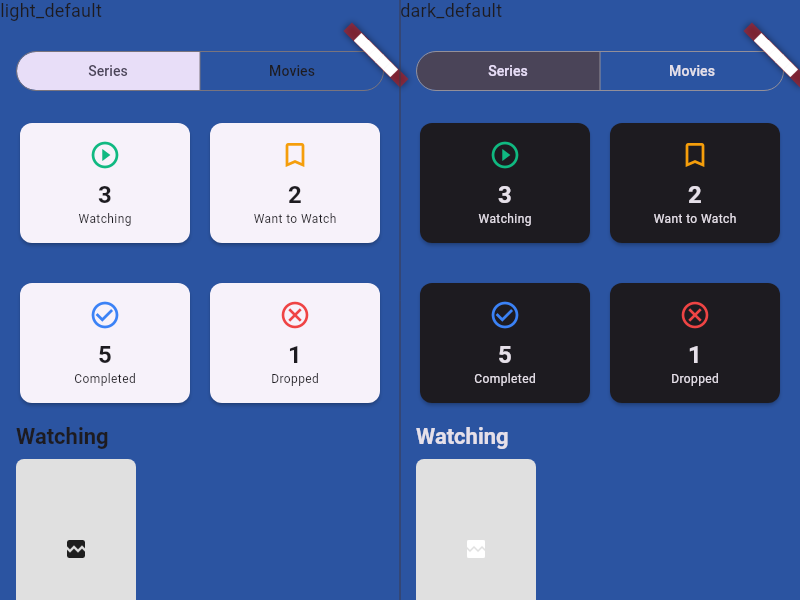 light_default
dark_default
Series
Movies
Series
Movies
3
Watching
2
Want to Watch
3
Watching
2
Want to Watch
5
Completed
1
Dropped
5
Completed
1
Dropped
Watching
Watching